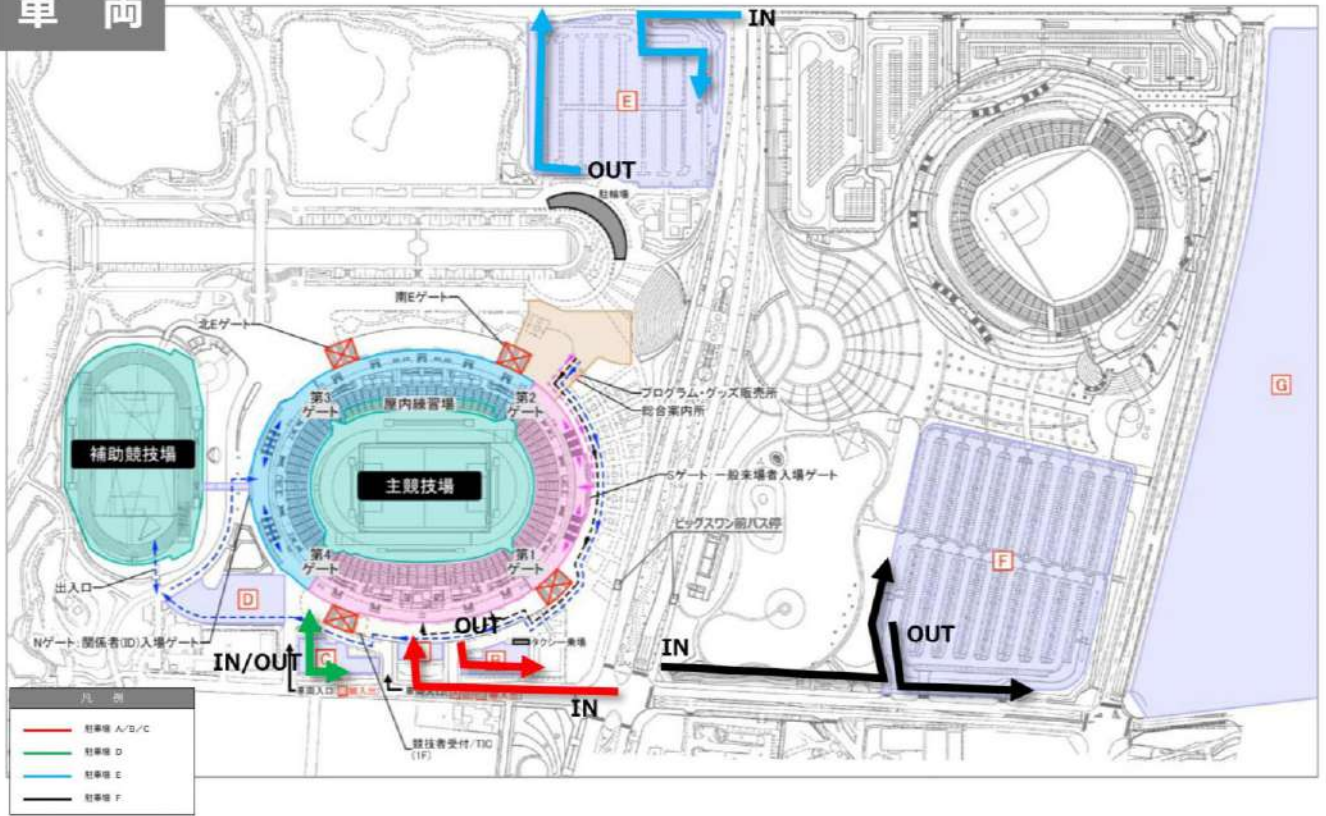 車 両
IN
E
OUT
駐輪場
南Eゲート
北Eゲート
G
プログラム・グッズ販売所
総合案内所
第3
ゲート
屋内練習場
第2
ゲート
補助競技場
主競技場
Sゲート 一般来場者入場ゲート
ビッグスワン前バス停
第4
ゲート
第1
ゲート
F
出入口
D
Nゲート:関係者(ID)入場ゲート
OUT
タクシー乗場
IN
OUT
IN/OUT
C
車両入口
IN
競技者受付/TIC
(1F)
凡 例
駐車場 A/B/C
駐車場 D
駐車場 E
駐車場 F